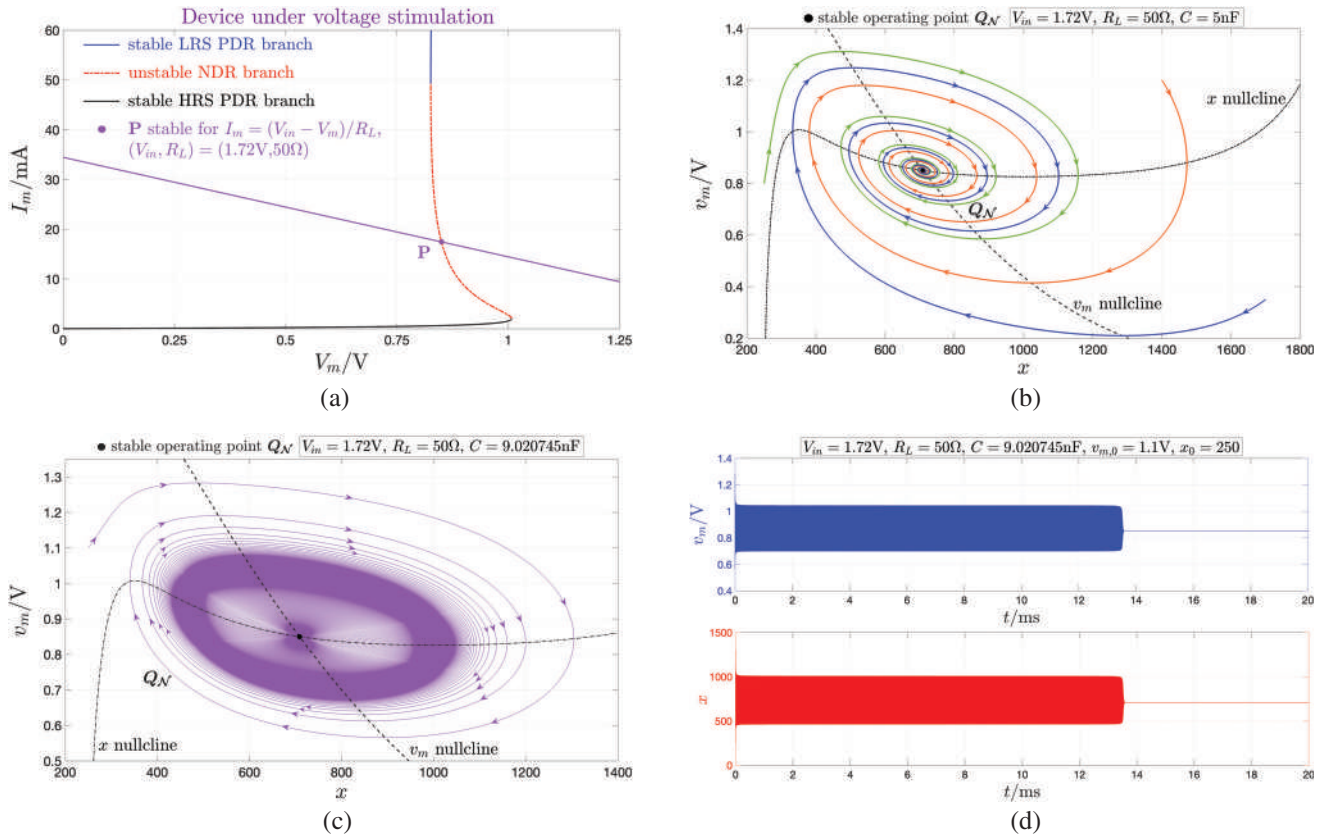 Device under voltage stimulation
60
50
40
30
20
10
0
I_m/mA
stable LRS PDR branch
unstable NDR branch
stable HRS PDR branch
P stable for I_m = (V_in − V_m)/R_L,
(V_in, R_L) = (1.72V,50Ω)
P
0 0.25 0.5 0.75 1 1.25
V_m/V
(a)
stable operating point Q_N V_in = 1.72V, R_L = 50Ω, C = 5nF
1.4
1.2
1
0.8
0.6
0.4
0.2
v_m/V
x nullcline
Q_N
v_m nullcline
200 400 600 800 1000 1200 1400 1600 1800
x
(b)
stable operating point Q_N V_in = 1.72V, R_L = 50Ω, C = 9.020745nF
1.3
1.2
1.1
1
0.9
0.8
0.7
0.6
0.5
v_m/V
Q_N
x nullcline
v_m nullcline
200 400 600 800 1000 1200 1400
x
(c)
V_in = 1.72V, R_L = 50Ω, C = 9.020745nF, v_m,0 = 1.1V, x_0 = 250
1.4
1.2
1.0
0.8
0.6
0.4
v_m/V
0 2 4 6 8 10 12 14 16 18 20
t/ms
1500
1000
500
0
x
0 2 4 6 8 10 12 14 16 18 20
t/ms
(d)